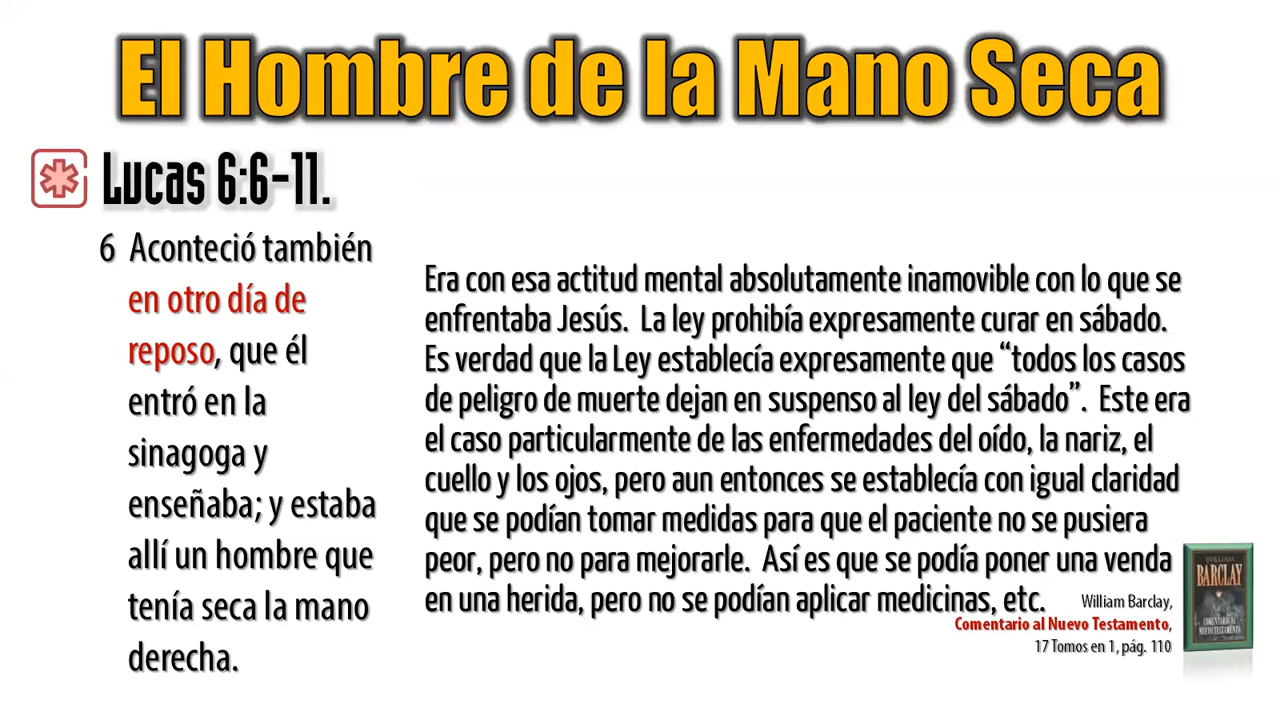 El Hombre de la Mano Seca
Lucas 6:6-11.
6 Aconteció también
en otro día de
reposo, que él
entró en la
sinagoga y
enseñaba; y estaba
allí un hombre que
tenía seca la mano
derecha.
Era con esa actitud mental absolutamente inamovible con lo que se
enfrentaba Jesús. La ley prohibía expresamente curar en sábado.
Es verdad que la Ley establecía expresamente que “todos los casos
de peligro de muerte dejan en suspenso al ley del sábado”. Este era
el caso particularmente de las enfermedades del oído, la nariz, el
cuello y los ojos, pero aun entonces se establecía con igual claridad
que se podían tomar medidas para que el paciente no se pusiera
peor, pero no para mejorarle. Así es que se podía poner una venda
en una herida, pero no se podían aplicar medicinas, etc.
William Barclay,
Comentario al Nuevo Testamento,
17 Tomos en 1, pág. 110
WILLIAM
BARCLAY
COMENTARIO AL
NUEVO TESTAMENTO